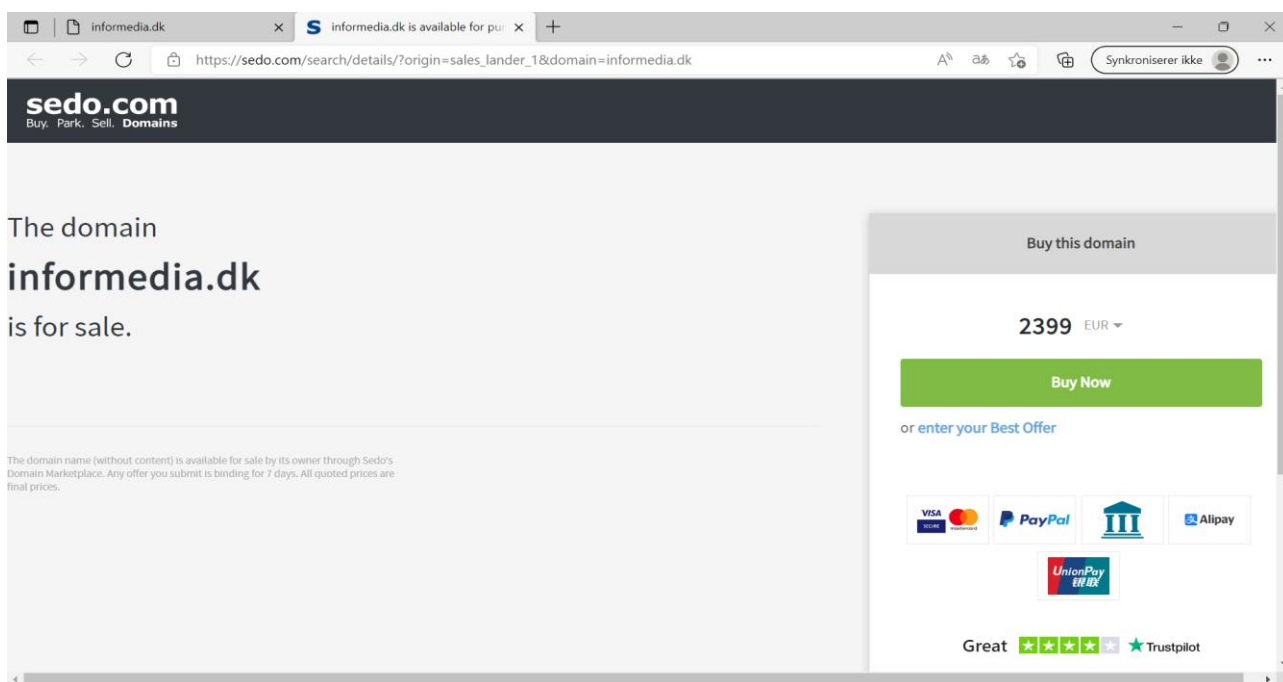 informedia.dk
informedia.dk is available for pur
https://sedo.com/search/details/?origin=sales_lander_1&domain=informedia.dk
Synkroniserer ikke
sedo.com
Buy. Park. Sell. Domains
The domain
informedia.dk
is for sale.
The domain name (without content) is available for sale by its owner through Sedo's
Domain Marketplace. Any offer you submit is binding for 7 days. All quoted prices are
final prices.
Buy this domain
2399 EUR
Buy Now
or enter your Best Offer
VISA
SECURE
mastercard
PayPal
Alipay
UnionPay
银联
Great Trustpilot